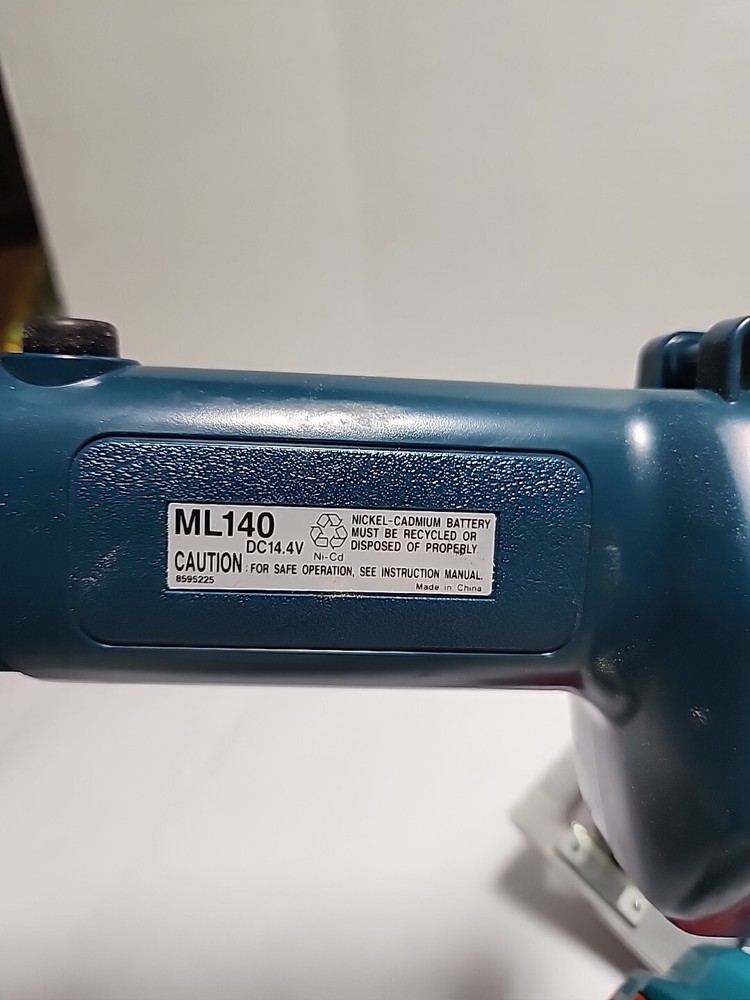 ML140
DC14.4V
Ni-Cd
NICKEL-CADMIUM BATTERY
MUST BE RECYCLED OR
DISPOSED OF PROPERLY.
CAUTION : FOR SAFE OPERATION, SEE INSTRUCTION MANUAL.
8595225
Made in China